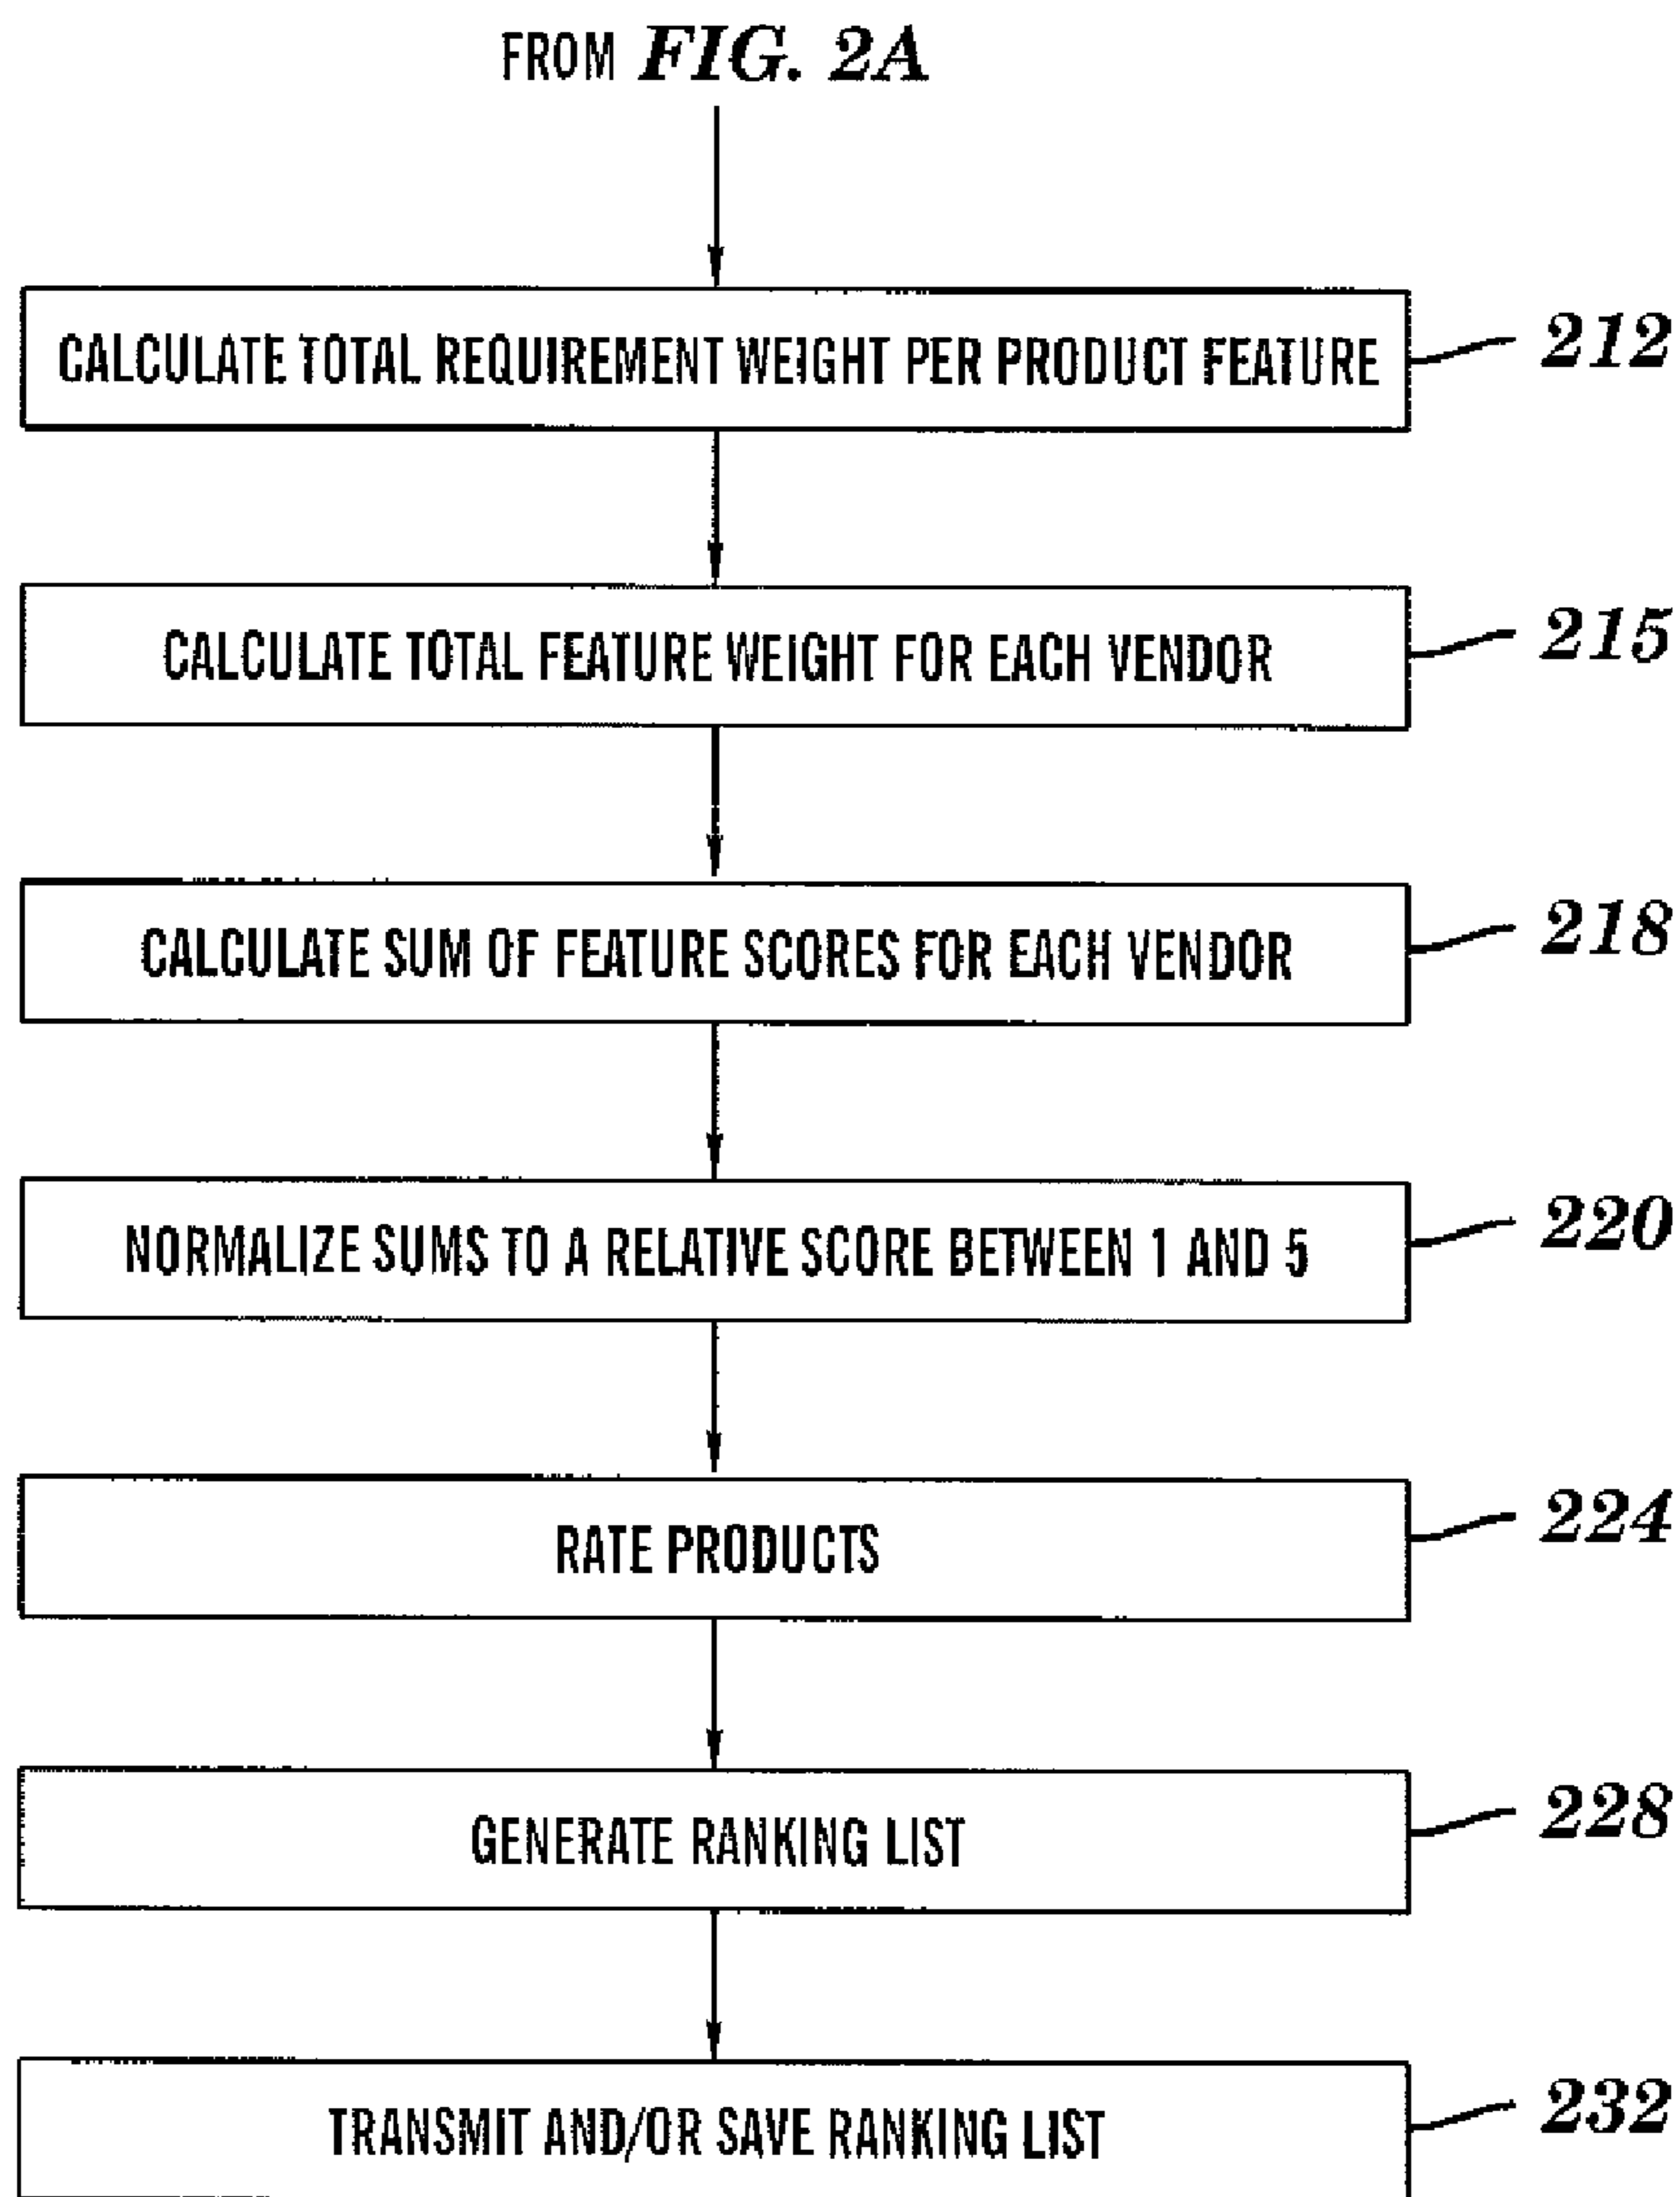 FROM FIG. 2A
CALCULATE TOTAL REQUIREMENT WEIGHT PER PRODUCT FEATURE
212
CALCULATE TOTAL FEATURE WEIGHT FOR EACH VENDOR
215
CALCULATE SUM OF FEATURE SCORES FOR EACH VENDOR
218
NORMALIZE SUMS TO A RELATIVE SCORE BETWEEN 1 AND 5
220
RATE PRODUCTS
224
GENERATE RANKING LIST
228
TRANSMIT AND/OR SAVE RANKING LIST
232